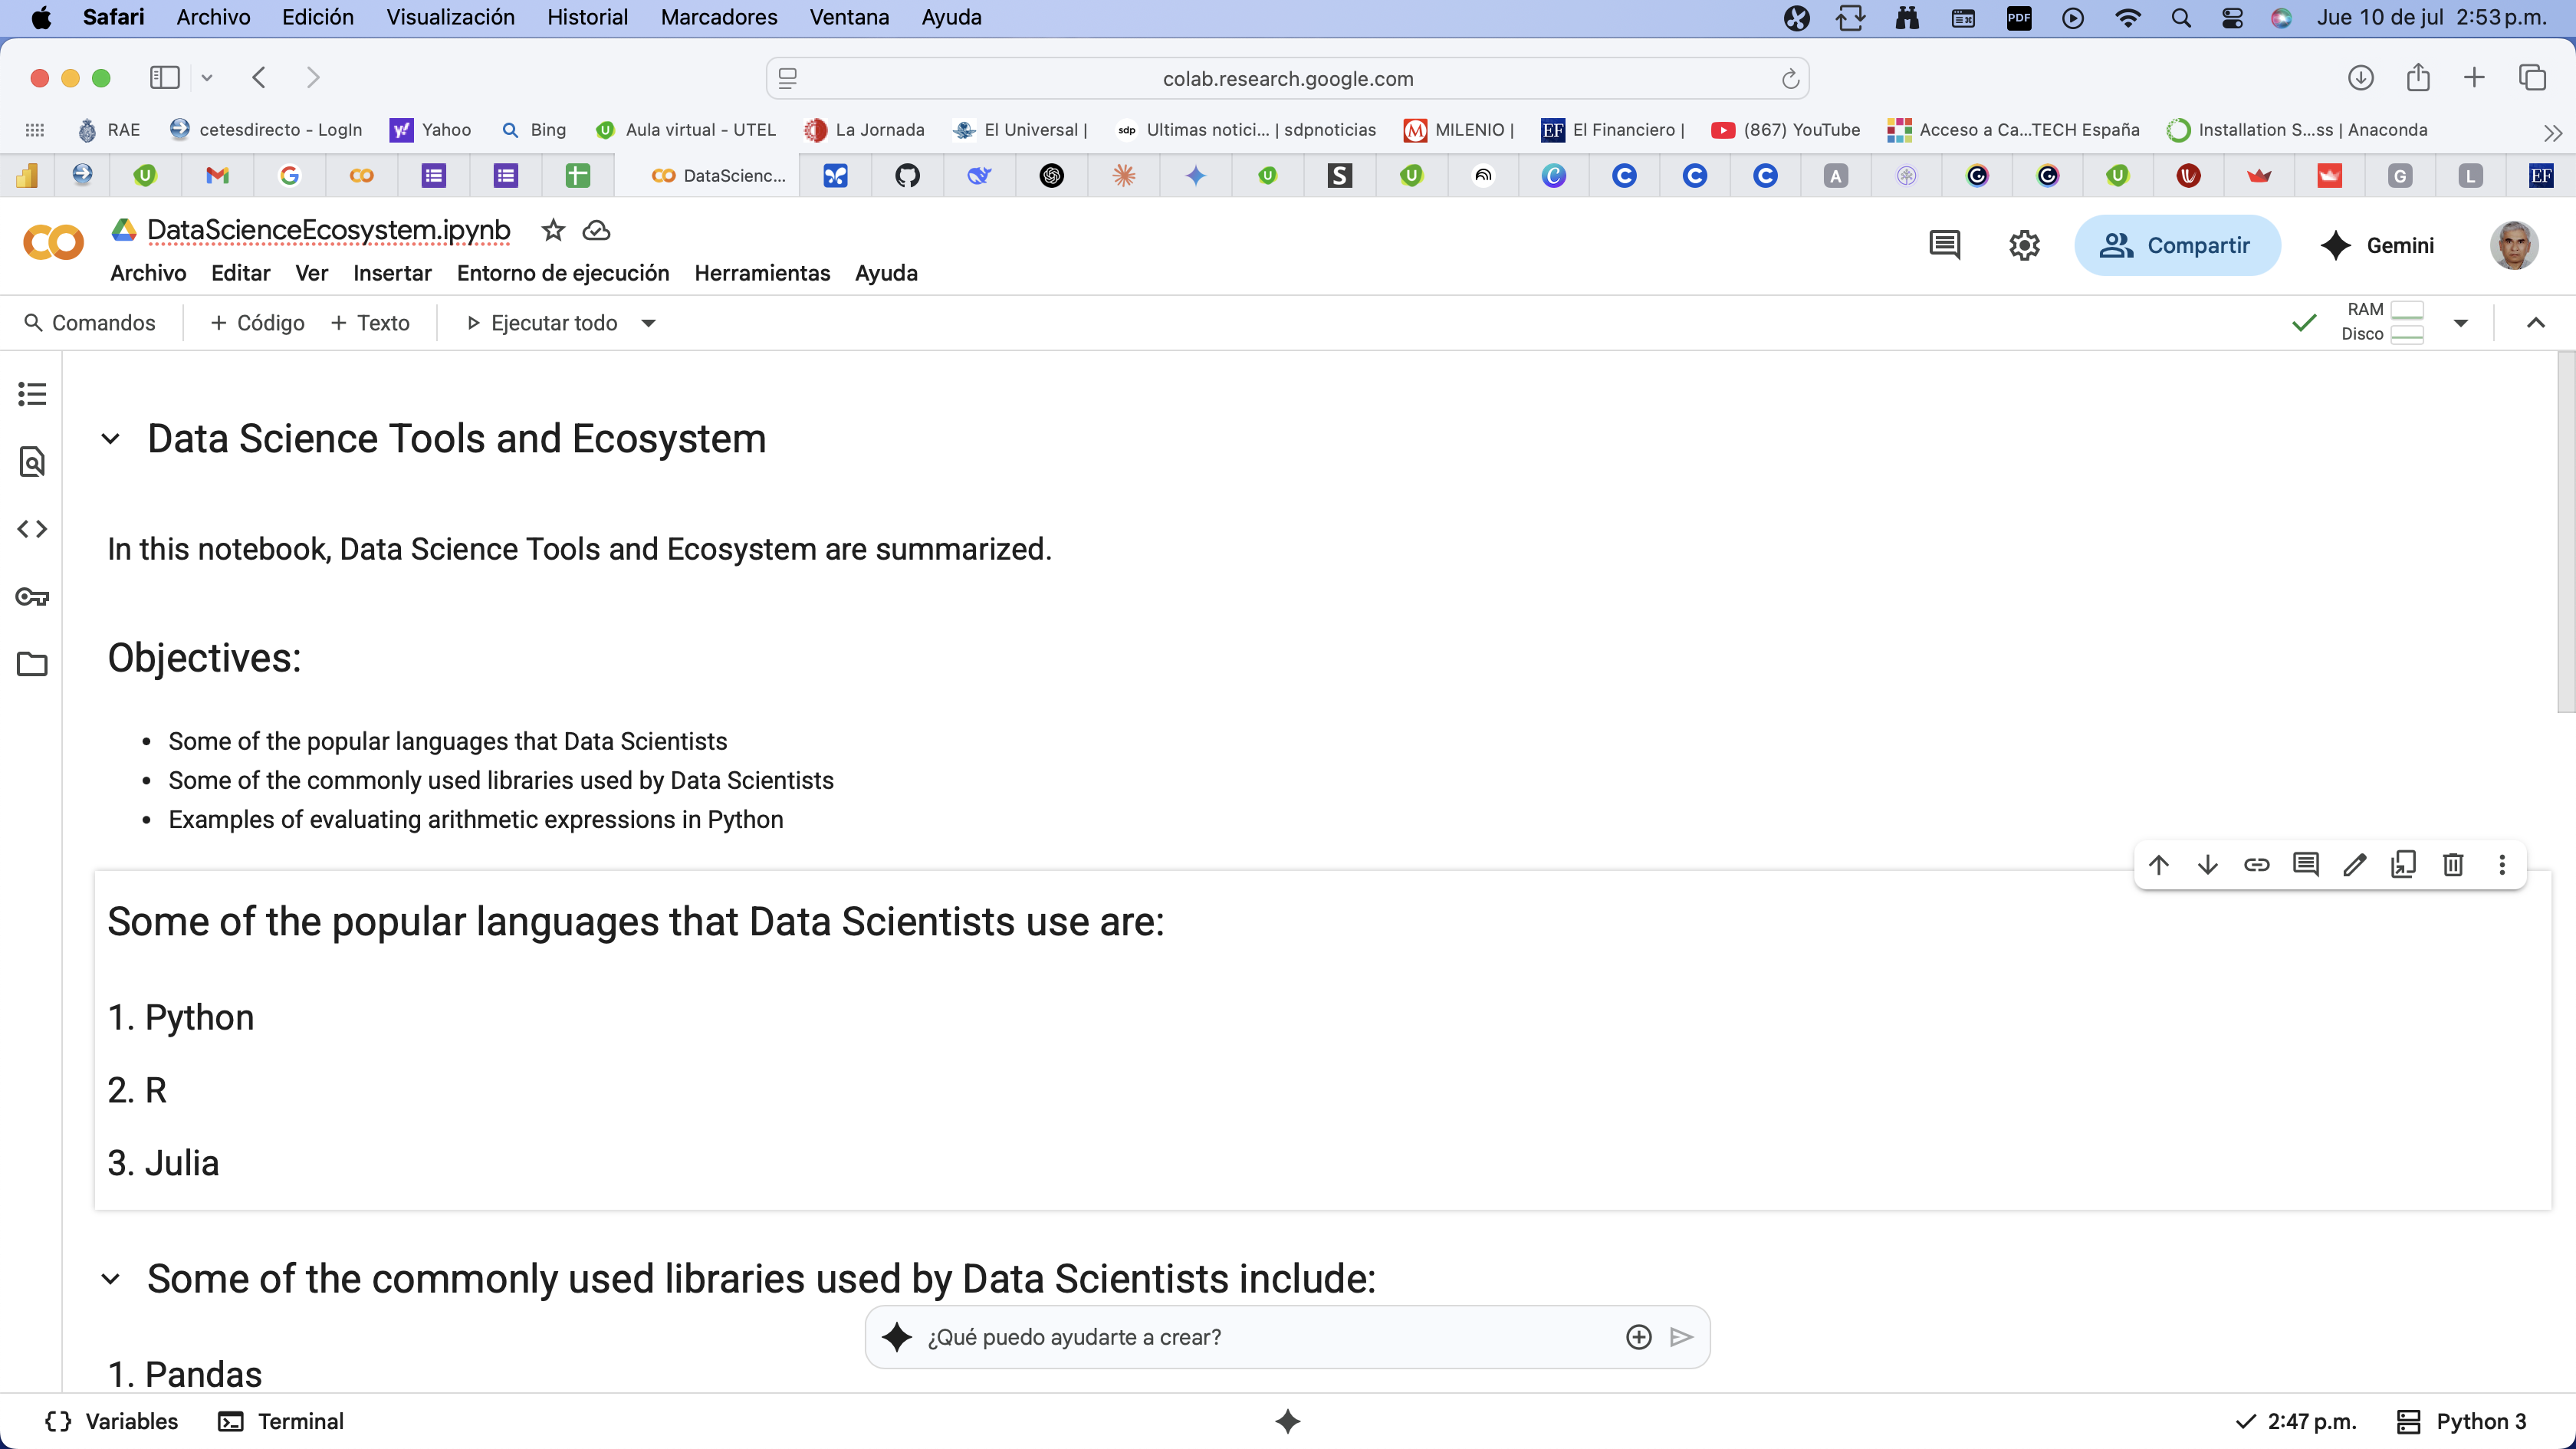 Safari Archivo Edición Visualización Historial Marcadores Ventana Ayuda PDF Jue 10 de jul 2:53 p.m.
colab.research.google.com
RAE cetesdirecto - LogIn Yahoo Bing Aula virtual - UTEL La Jornada El Universal | sdp Ultimas notici... | sdpnoticias MILENIO | EF El Financiero | (867) YouTube Acceso a Ca...TECH España Installation S...ss | Anaconda
DataScienc... S A G L EF
DataScienceEcosystem.ipynb
Archivo Editar Ver Insertar Entorno de ejecución Herramientas Ayuda
Compartir Gemini
Comandos + Código + Texto Ejecutar todo
RAM
Disco
Data Science Tools and Ecosystem
In this notebook, Data Science Tools and Ecosystem are summarized.
Objectives:
• Some of the popular languages that Data Scientists
• Some of the commonly used libraries used by Data Scientists
• Examples of evaluating arithmetic expressions in Python
Some of the popular languages that Data Scientists use are:
1. Python
2. R
3. Julia
Some of the commonly used libraries used by Data Scientists include:
¿Qué puedo ayudarte a crear?
1. Pandas
Variables Terminal 2:47 p.m. Python 3